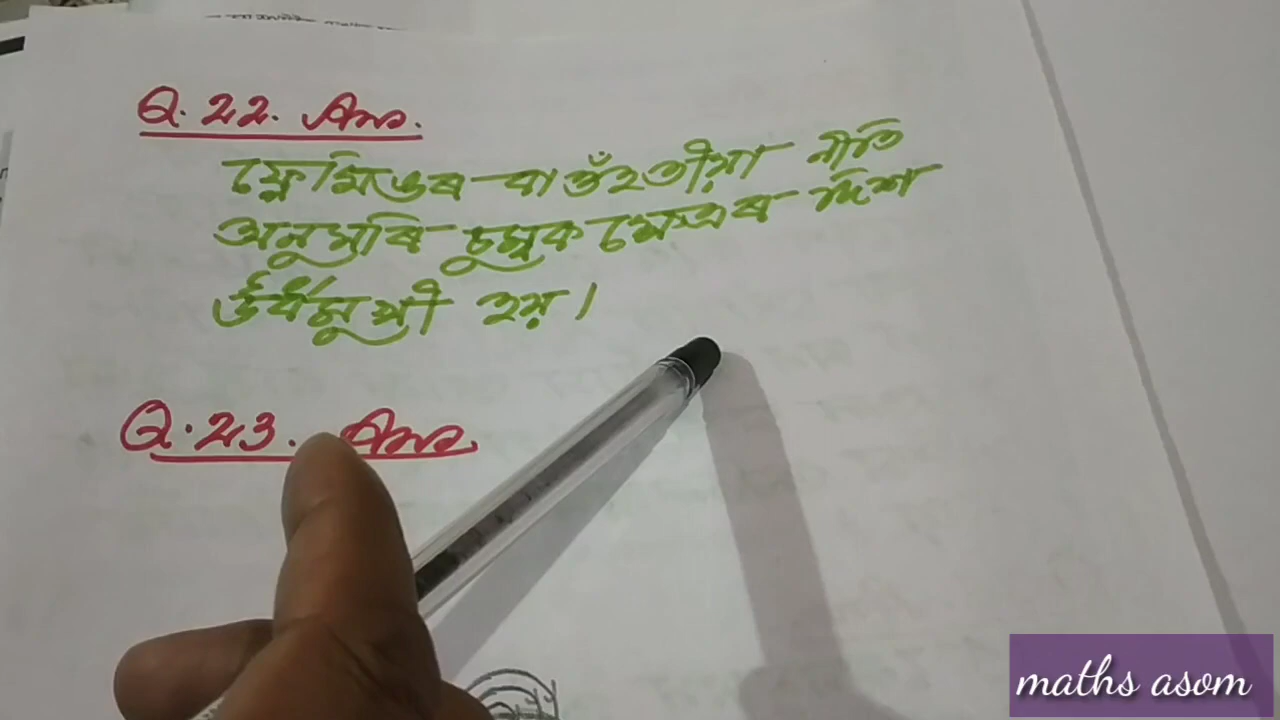 Q. 22. Ans.
ফ্লেমিঙৰ বাওঁহতীয়া নীতি
অনুসৰি চুম্বক ক্ষেত্ৰৰ দিশ
উৰ্ধমুখী হয়।
Q. 23. Ans
maths asom